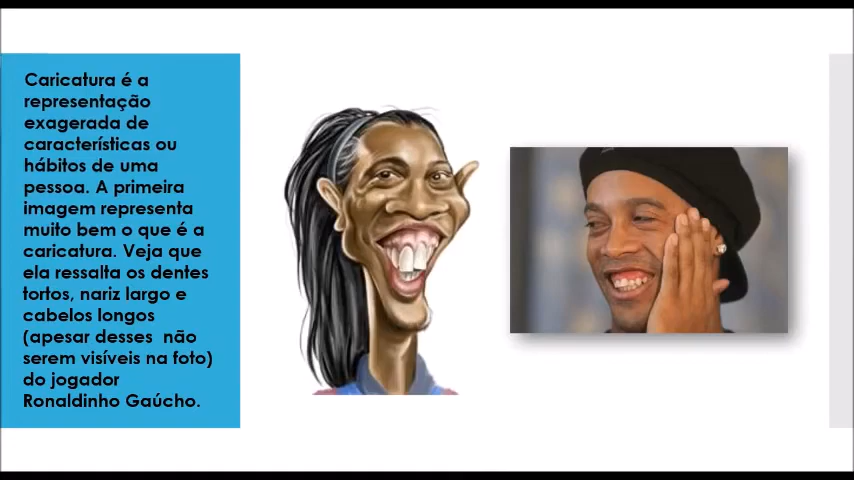 Caricatura é a
representação
exagerada de
características ou
hábitos de uma
pessoa. A primeira
imagem representa
muito bem o que é a
caricatura. Veja que
ela ressalta os dentes
tortos, nariz largo e
cabelos longos
(apesar desses  não
serem visíveis na foto)
do jogador
Ronaldinho Gaúcho.